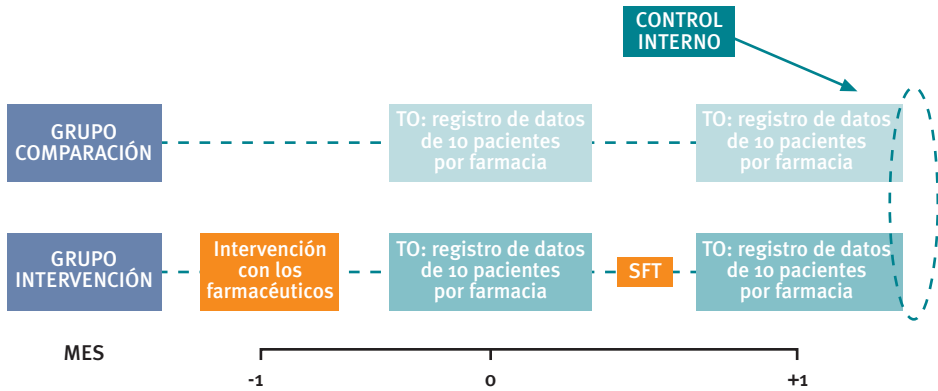 CONTROL
INTERNO
GRUPO
COMPARACIÓN
TO: registro de datos
de 10 pacientes
por farmacia
TO: registro de datos
de 10 pacientes
por farmacia
GRUPO
INTERVENCIÓN
Intervención
con los
farmacéuticos
TO: registro de datos
de 10 pacientes
por farmacia
SFT
TO: registro de datos
de 10 pacientes
por farmacia
MES
-1
0
+1